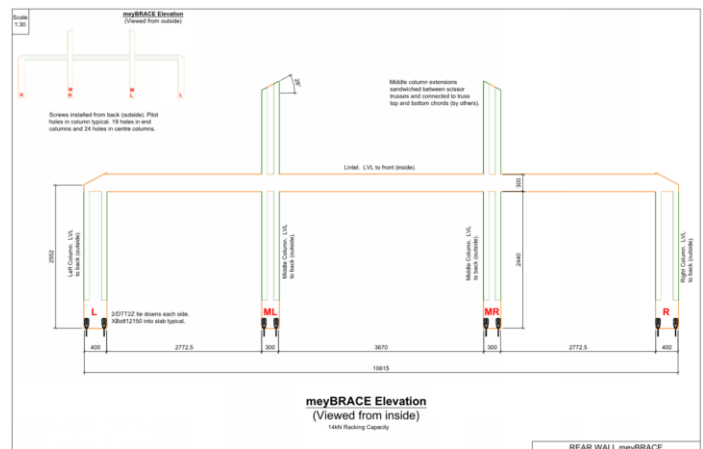 Scale
1:30
meyBRACE Elevation
(Viewed from outside)
R
M
R
M
L
L
Screws installed from back (outside). Pilot
holes in column typical. 19 holes in end
columns and 24 holes in centre columns.
Middle column extensions
sandwiched between scissor
trusses and connected to truss
top and bottom chords (by others).
Lintel. LVL to front (inside).
300
2552
Left Column. LVL
to back (outside).
Middle Column. LVL
to back (outside).
Middle Column. LVL
to back (outside).
2440
Right Column. LVL
to back (outside).
L
2/DTT2Z tie downs each side.
XBolt12150 into slab typical.
ML
MR
R
400
2772.5
300
3670
300
2772.5
400
10615
meyBRACE Elevation
(Viewed from inside)
14kN Racking Capacity
REAR WALL meyBRACE